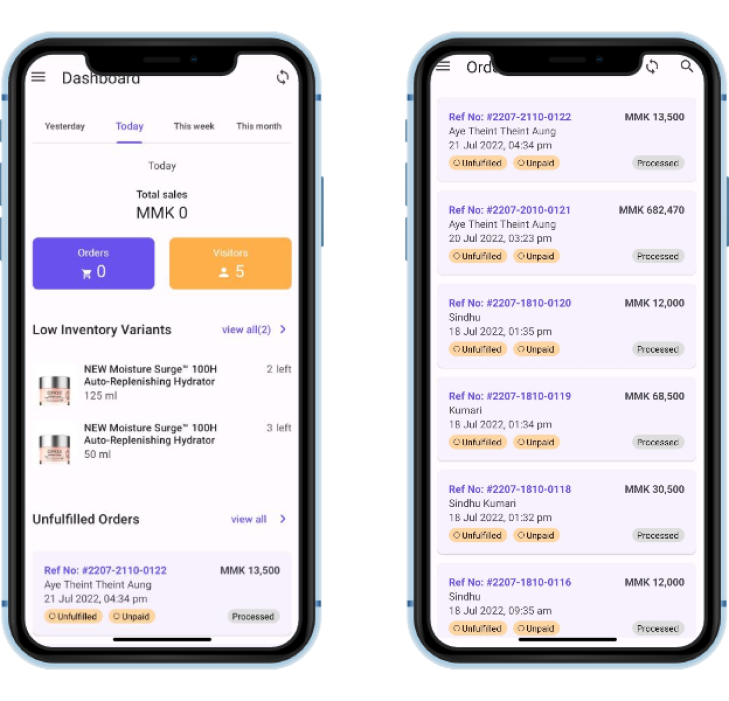 Dashboard
Yesterday Today This week This month
Today
Total sales
MMK 0
Orders Visitors
0 5
Low Inventory Variants view all(2)
NEW Moisture Surge™ 100H 2 left
Auto-Replenishing Hydrator
125 ml
NEW Moisture Surge™ 100H 3 left
Auto-Replenishing Hydrator
50 ml
Unfulfilled Orders view all
Ref No: #2207-2110-0122 MMK 13,500
Aye Theint Theint Aung
21 Jul 2022, 04:34 pm
Unfulfilled Unpaid Processed
Ref No: #2207-2110-0122 MMK 13,500
Aye Theint Theint Aung
21 Jul 2022, 04:34 pm
Unfulfilled Unpaid Processed
Ref No: #2207-2010-0121 MMK 682,470
Aye Theint Theint Aung
20 Jul 2022, 03:23 pm
Unfulfilled Unpaid Processed
Ref No: #2207-1810-0120 MMK 12,000
Sindhu
18 Jul 2022, 01:35 pm
Unfulfilled Unpaid Processed
Ref No: #2207-1810-0119 MMK 68,500
Kumari
18 Jul 2022, 01:34 pm
Unfulfilled Unpaid Processed
Ref No: #2207-1810-0118 MMK 30,500
Sindhu Kumari
18 Jul 2022, 01:32 pm
Unfulfilled Unpaid Processed
Ref No: #2207-1810-0116 MMK 12,000
Sindhu
18 Jul 2022, 09:35 am
Unfulfilled Unpaid Processed